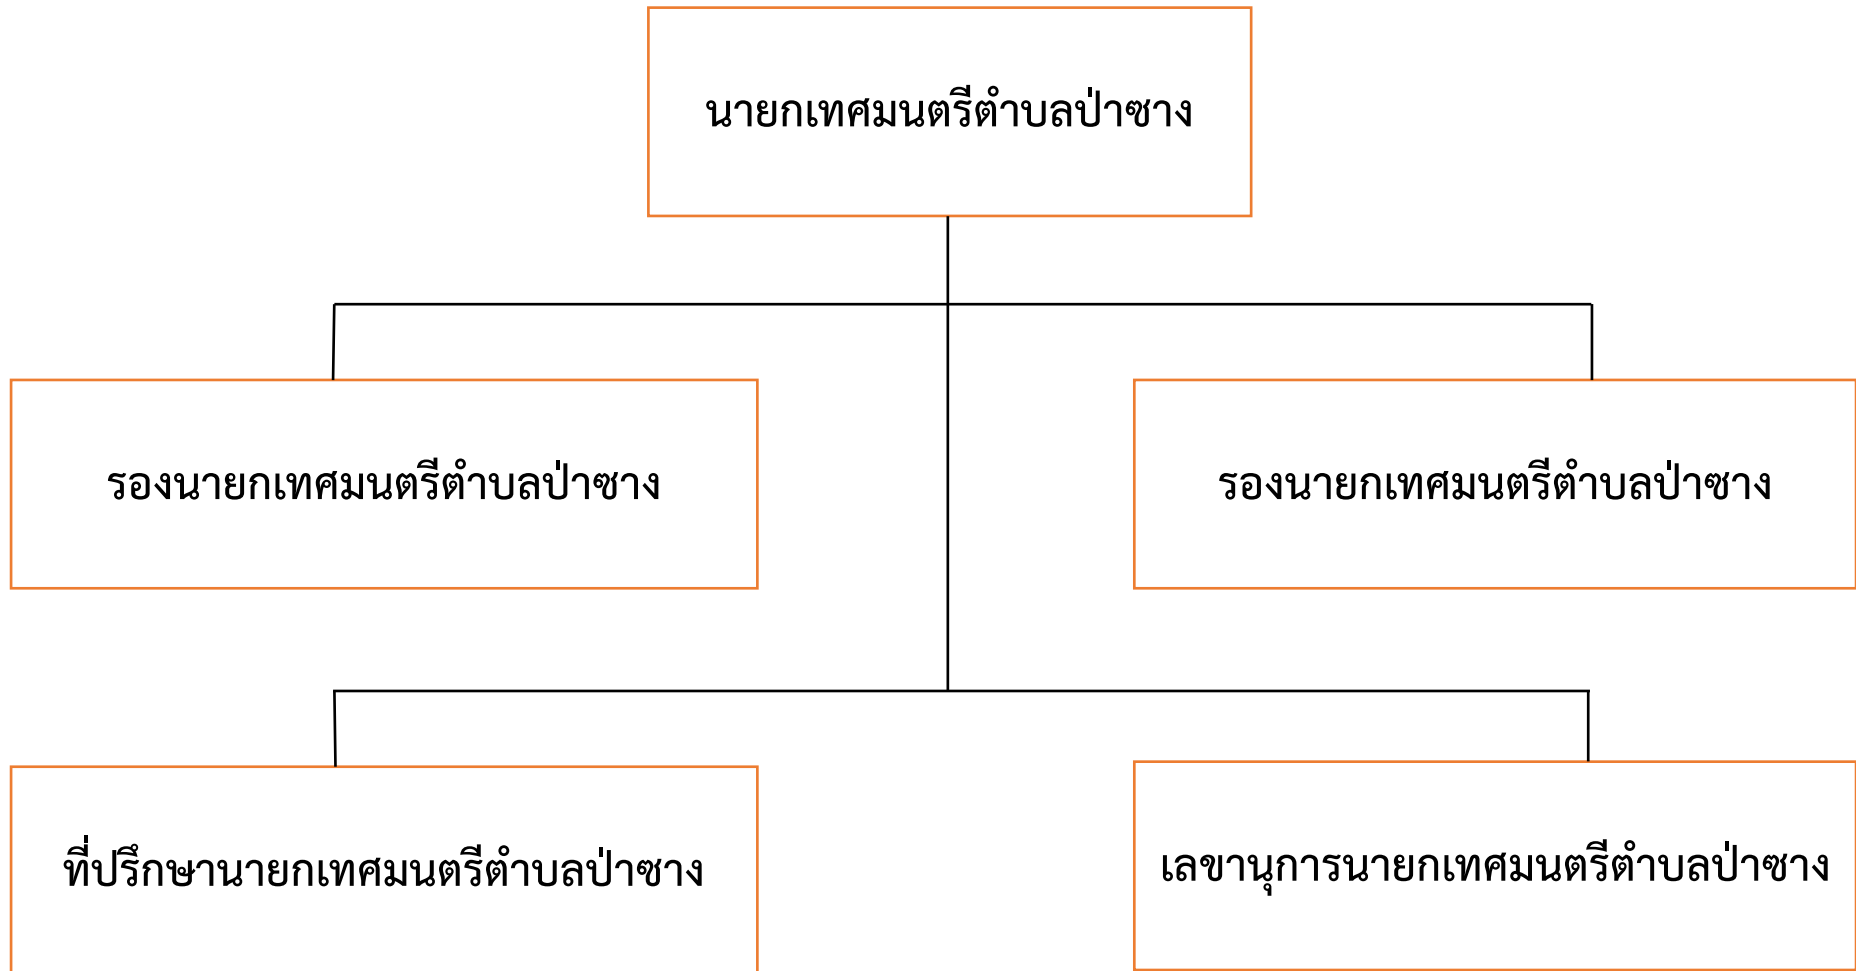 นายกเทศมนตรีตำบลป่าซาง
รองนายกเทศมนตรีตำบลป่าซาง
รองนายกเทศมนตรีตำบลป่าซาง
ที่ปรึกษานายกเทศมนตรีตำบลป่าซาง
เลขานุการนายกเทศมนตรีตำบลป่าซาง